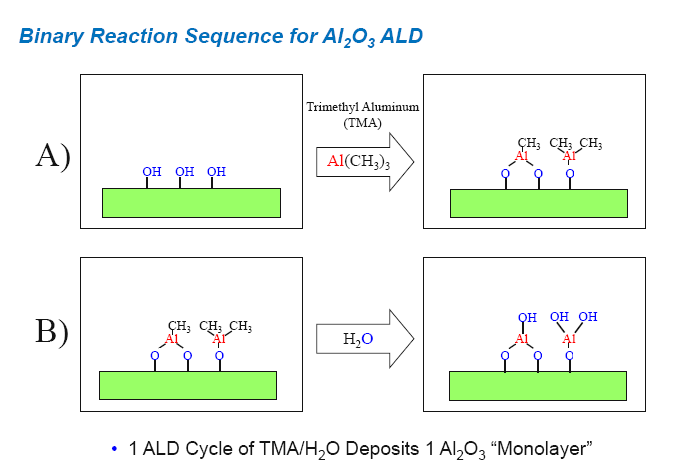 Binary Reaction Sequence for Al₂O₃ ALD
A)
OH OH OH
Trimethyl Aluminum
(TMA)
Al(CH₃)₃
CH₃ CH₃ CH₃
Al Al
O O O
B)
CH₃ CH₃ CH₃
Al Al
O O O
H₂O
OH OH OH
Al Al
O O O
• 1 ALD Cycle of TMA/H₂O Deposits 1 Al₂O₃ “Monolayer”